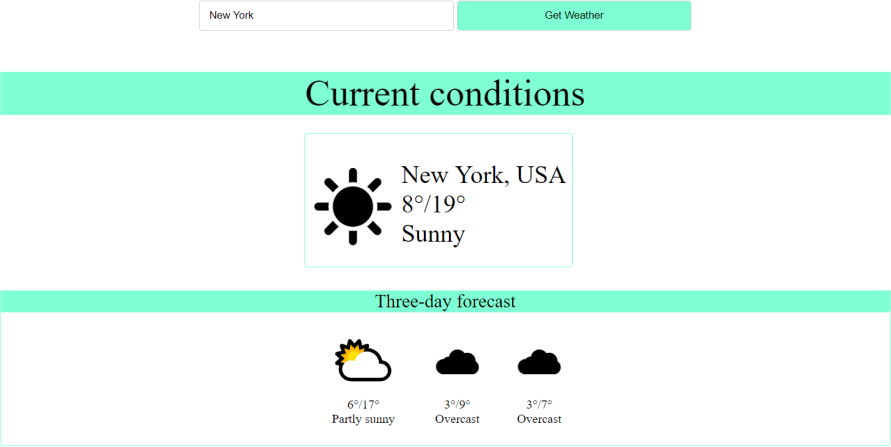 New York
Get Weather
Current conditions
New York, USA
8°/19°
Sunny
Three-day forecast
6°/17°
Partly sunny
3°/9°
Overcast
3°/7°
Overcast